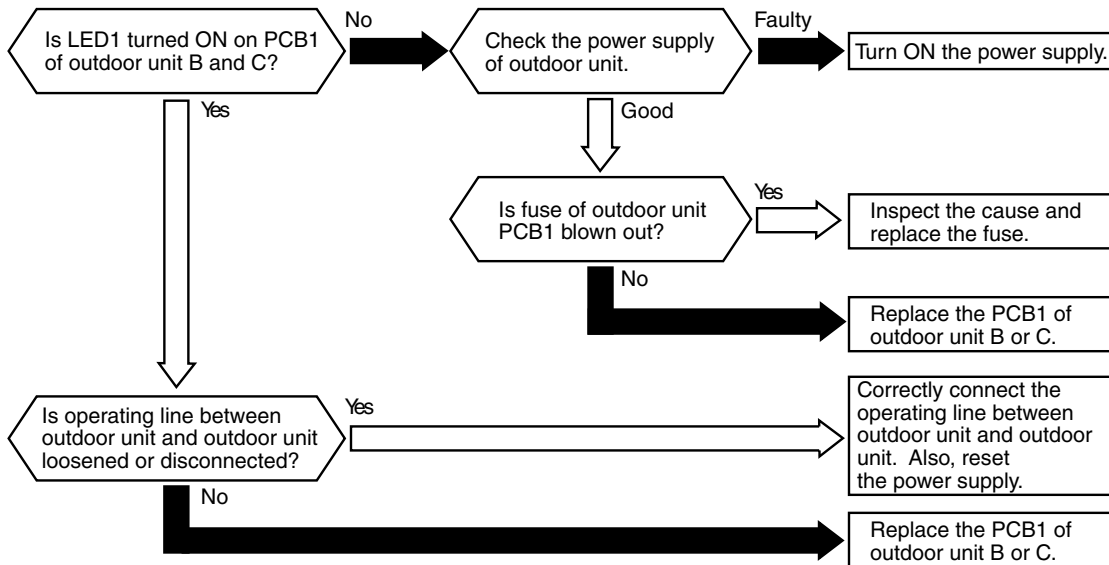 Is LED1 turned ON on PCB1
of outdoor unit B and C?
No
Check the power supply
of outdoor unit.
Faulty
Turn ON the power supply.
Yes
Good
Is fuse of outdoor unit
PCB1 blown out?
Yes
Inspect the cause and
replace the fuse.
No
Replace the PCB1 of
outdoor unit B or C.
Is operating line between
outdoor unit and outdoor unit
loosened or disconnected?
Yes
Correctly connect the
operating line between
outdoor unit and outdoor
unit.  Also, reset
the power supply.
No
Replace the PCB1 of
outdoor unit B or C.